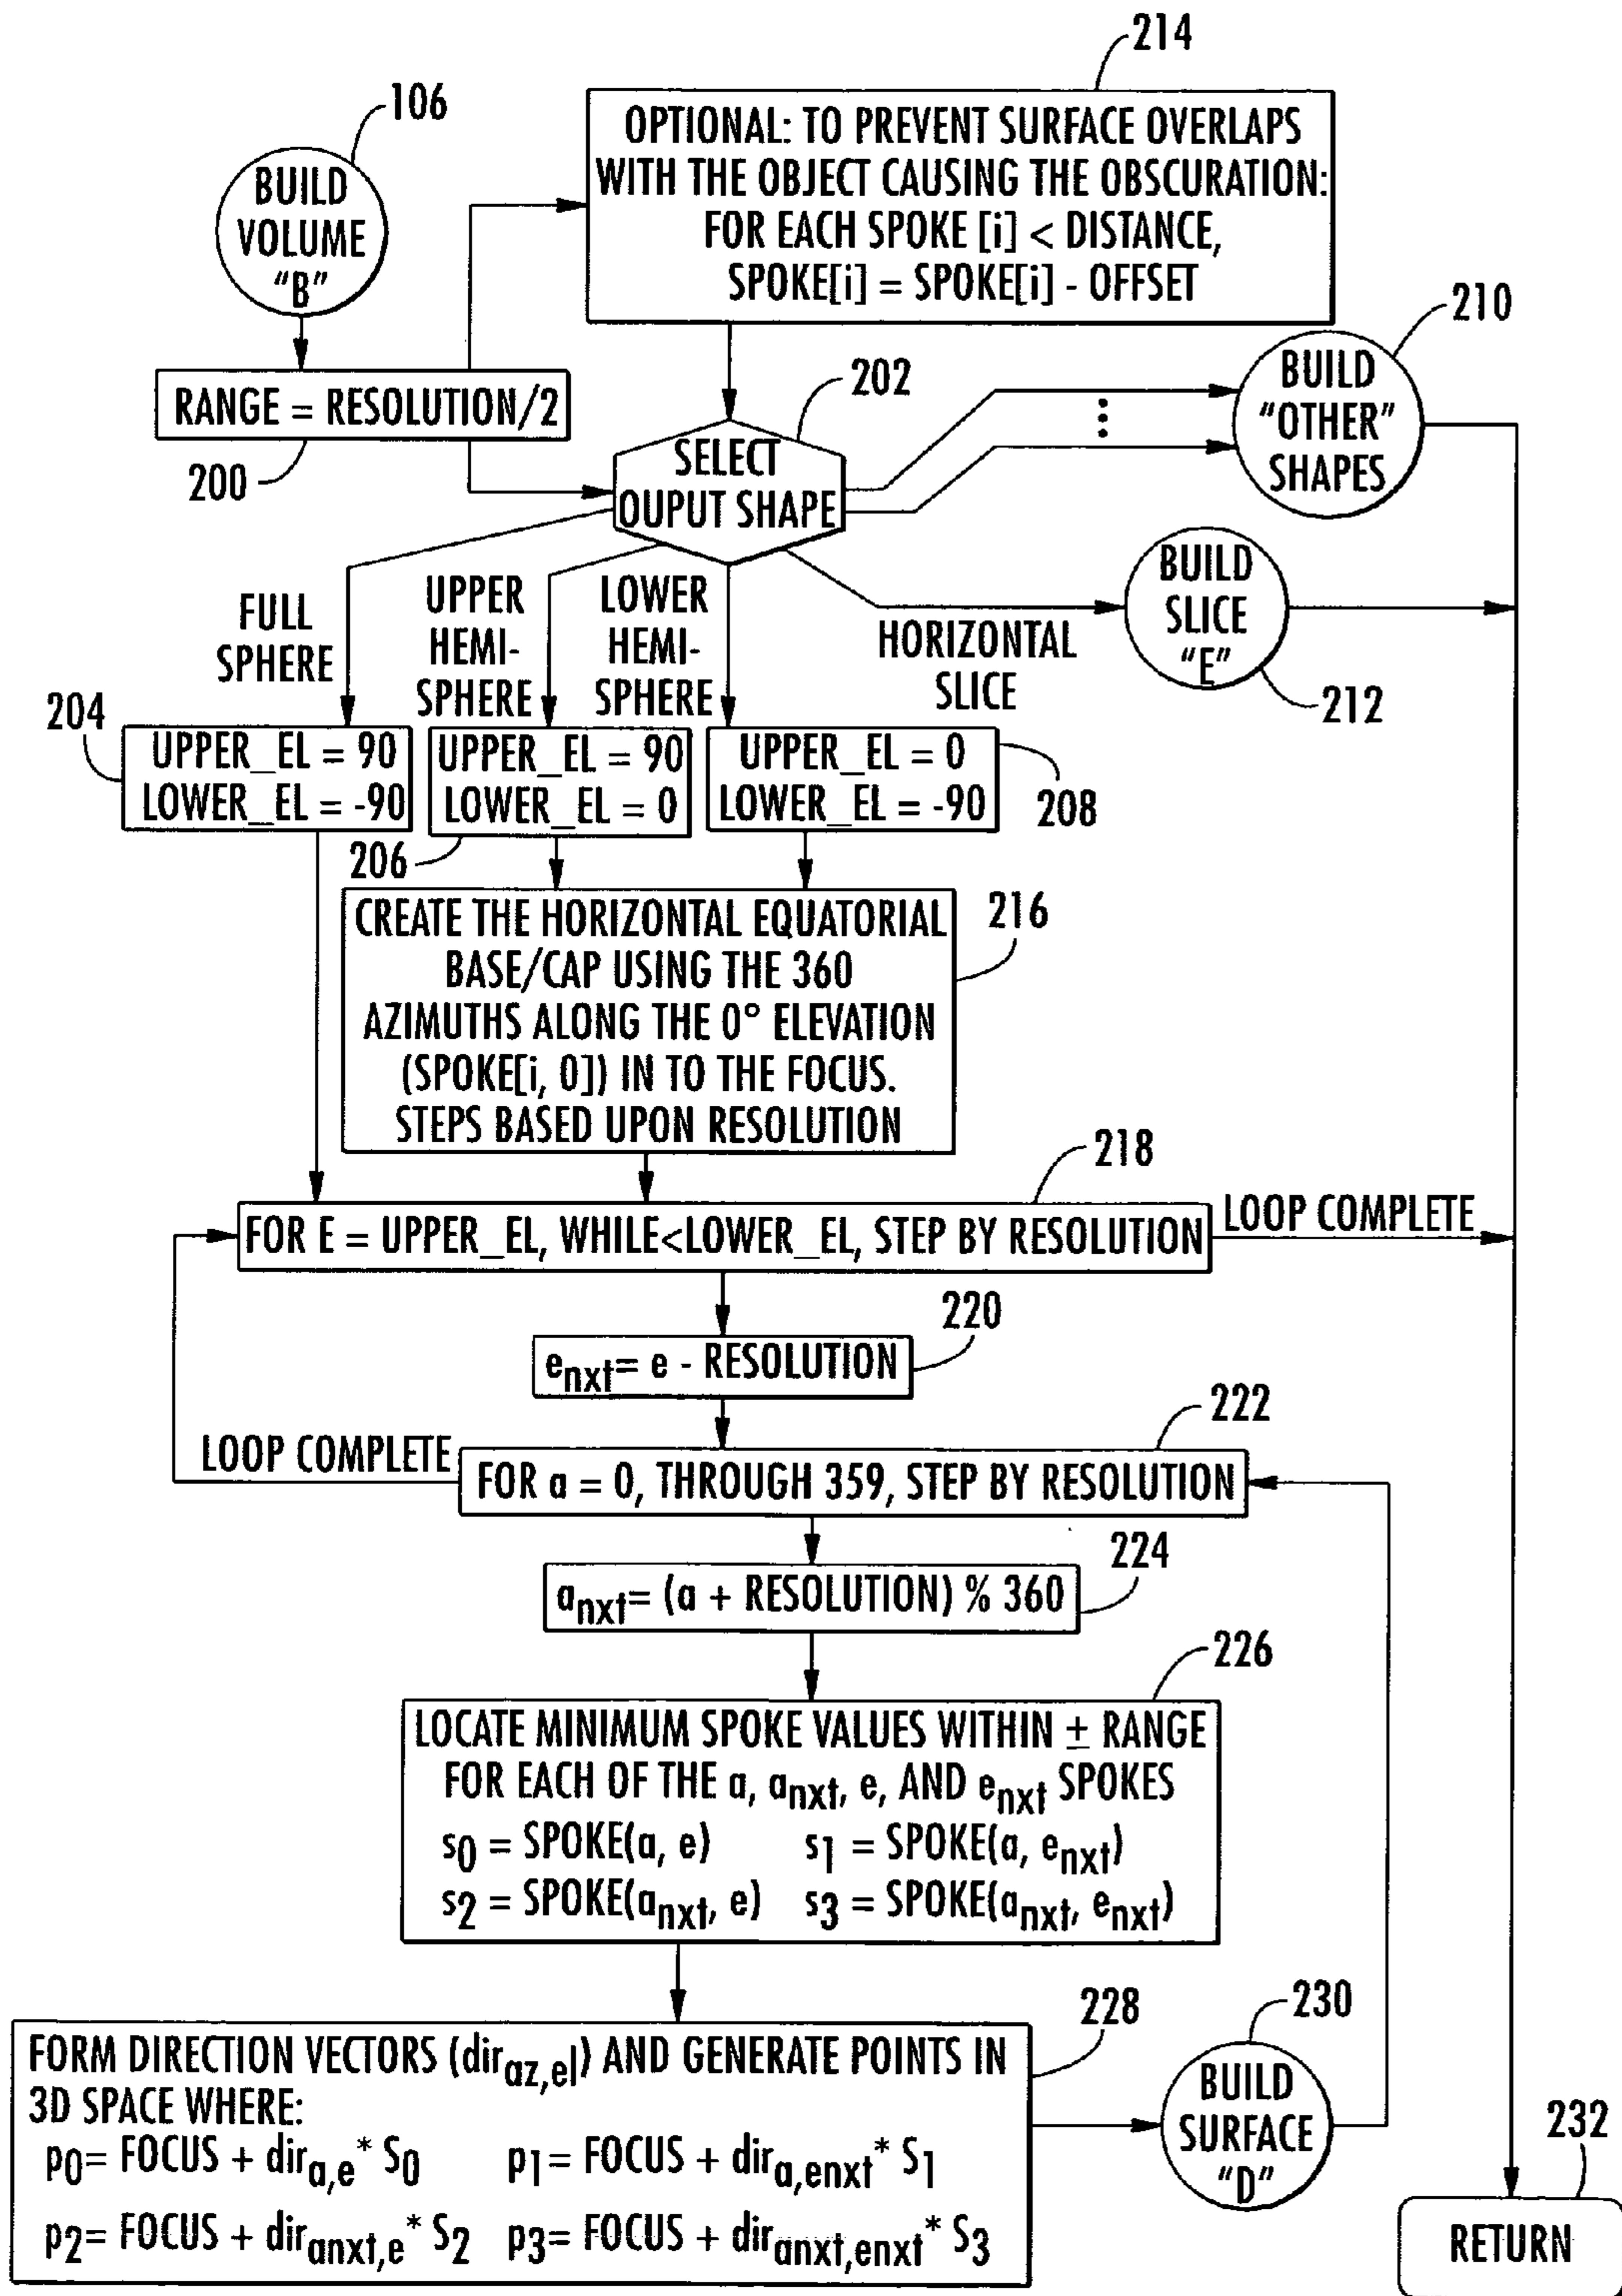 214
106
OPTIONAL: TO PREVENT SURFACE OVERLAPS
WITH THE OBJECT CAUSING THE OBSCURATION:
FOR EACH SPOKE [i] < DISTANCE,
SPOKE[i] = SPOKE[i] - OFFSET
BUILD
VOLUME
"B"
210
RANGE = RESOLUTION/2
200
202
SELECT
OUPUT SHAPE
BUILD
"OTHER"
SHAPES
BUILD
SLICE
"E"
212
FULL
SPHERE
UPPER
HEMI-
SPHERE
LOWER
HEMI-
SPHERE
HORIZONTAL
SLICE
204
UPPER_EL = 90
LOWER_EL = -90
UPPER_EL = 90
LOWER_EL = 0
UPPER_EL = 0
LOWER_EL = -90
208
206
CREATE THE HORIZONTAL EQUATORIAL
BASE/CAP USING THE 360
AZIMUTHS ALONG THE 0° ELEVATION
(SPOKE[i, 0]) IN TO THE FOCUS.
STEPS BASED UPON RESOLUTION
216
218
FOR E = UPPER_EL, WHILE<LOWER_EL, STEP BY RESOLUTION
LOOP COMPLETE
220
enxt= e - RESOLUTION
222
LOOP COMPLETE
FOR a = 0, THROUGH 359, STEP BY RESOLUTION
224
anxt= (a + RESOLUTION) % 360
226
LOCATE MINIMUM SPOKE VALUES WITHIN ± RANGE
FOR EACH OF THE a, anxt, e, AND enxt SPOKES
s0 = SPOKE(a, e) s1 = SPOKE(a, enxt)
s2 = SPOKE(anxt, e) s3 = SPOKE(anxt, enxt)
228
FORM DIRECTION VECTORS (diraz,el) AND GENERATE POINTS IN
3D SPACE WHERE:
p0= FOCUS + dira,e* S0 p1= FOCUS + dira,enxt* S1
p2= FOCUS + diranxt,e* S2 p3= FOCUS + diranxt,enxt* S3
230
BUILD
SURFACE
"D"
232
RETURN